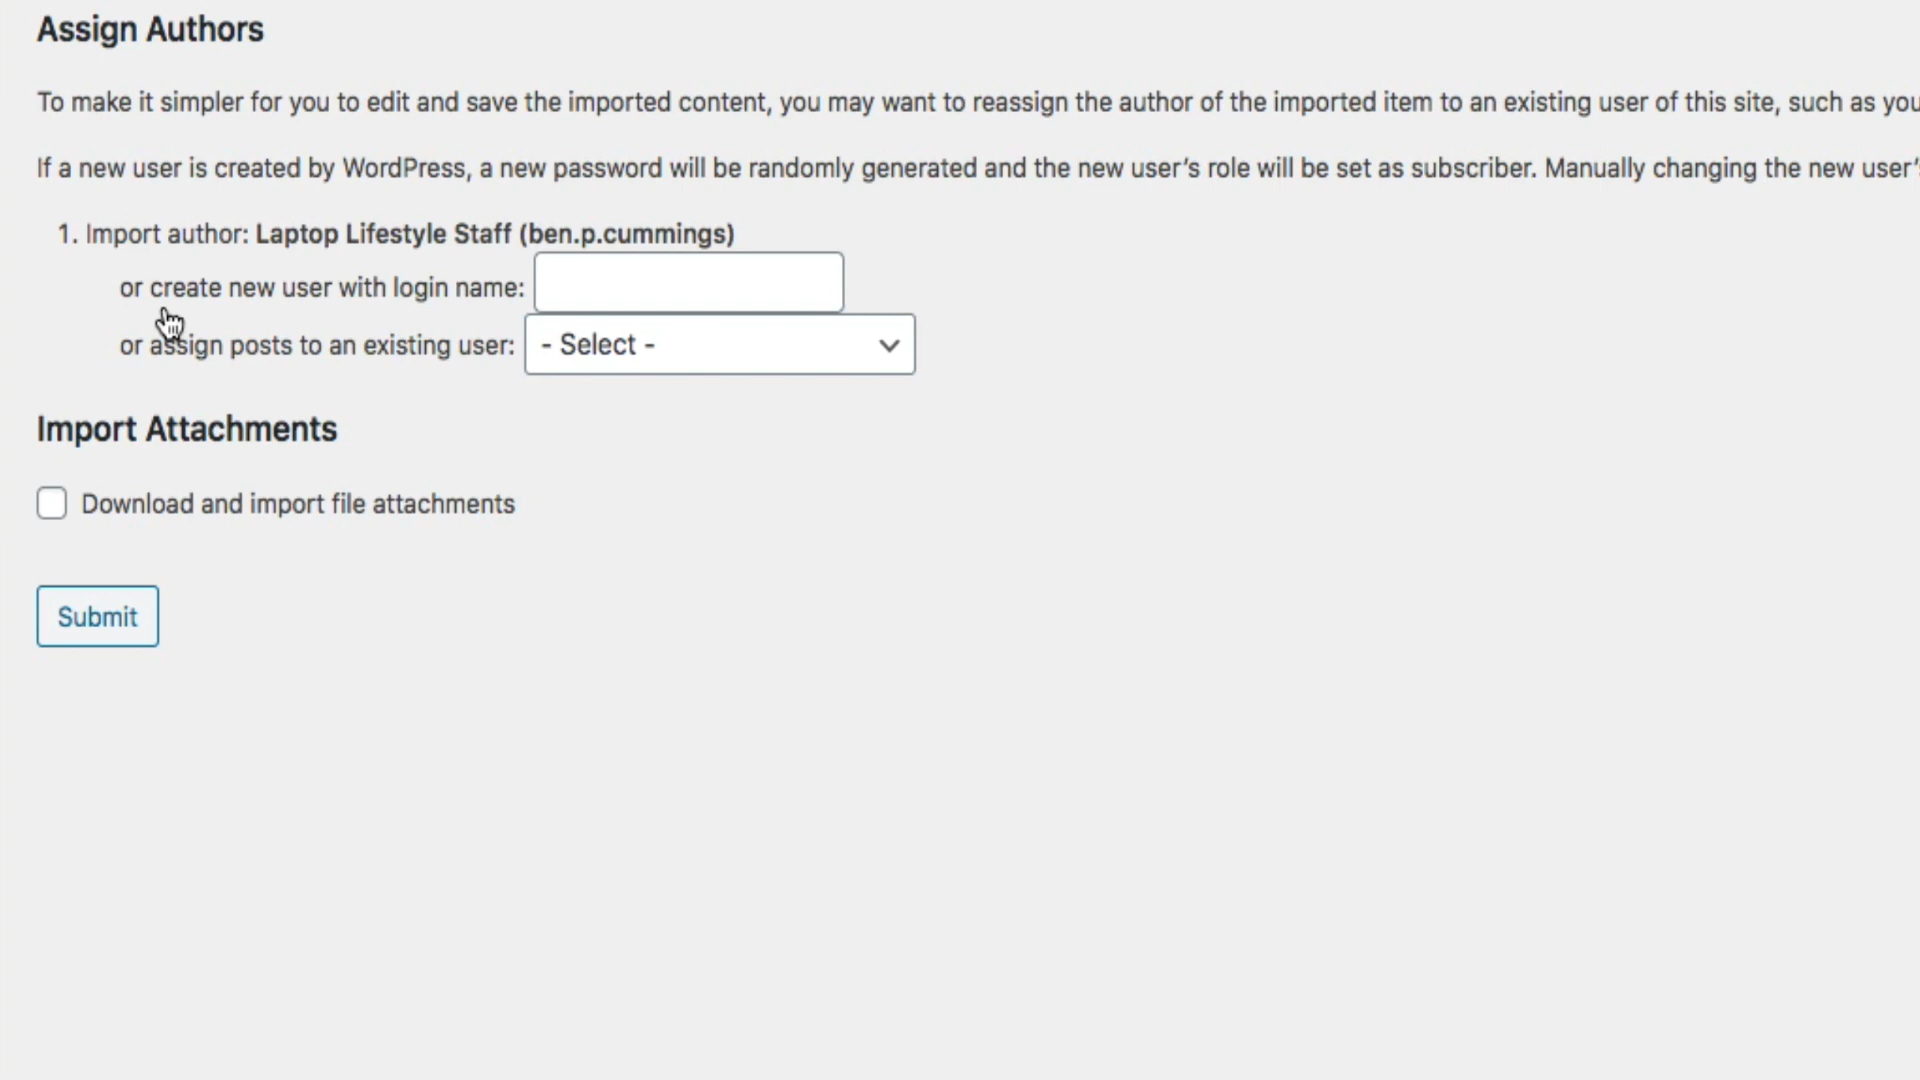 Assign Authors
To make it simpler for you to edit and save the imported content, you may want to reassign the author of the imported item to an existing user of this site, such as you
If a new user is created by WordPress, a new password will be randomly generated and the new user’s role will be set as subscriber. Manually changing the new user’s
1. Import author: Laptop Lifestyle Staff (ben.p.cummings)
or create new user with login name:
or assign posts to an existing user: - Select -
Import Attachments
Download and import file attachments
Submit